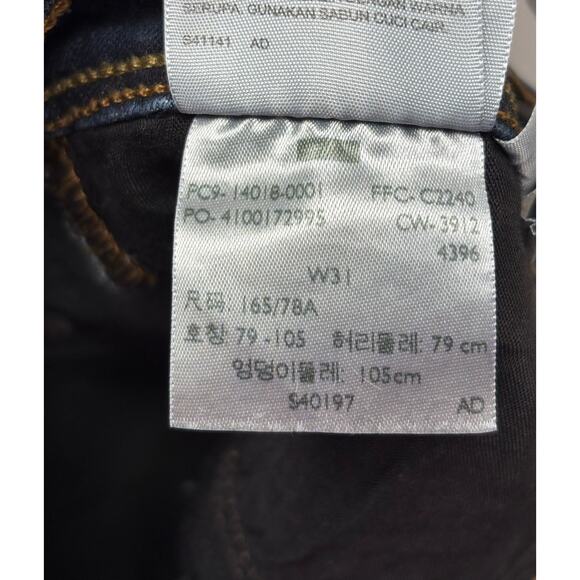 DENGAN WARNA
SERUPA. GUNAKAN SABUN CUCI CAIR.
S41141 AD
PC9-14018-0001 FFC-C2240
PO-4100172995 CW-3912
4396
W31
尺码: 165/78A
호칭: 79-105 허리둘레: 79 cm
엉덩이둘레: 105cm
S40197 AD